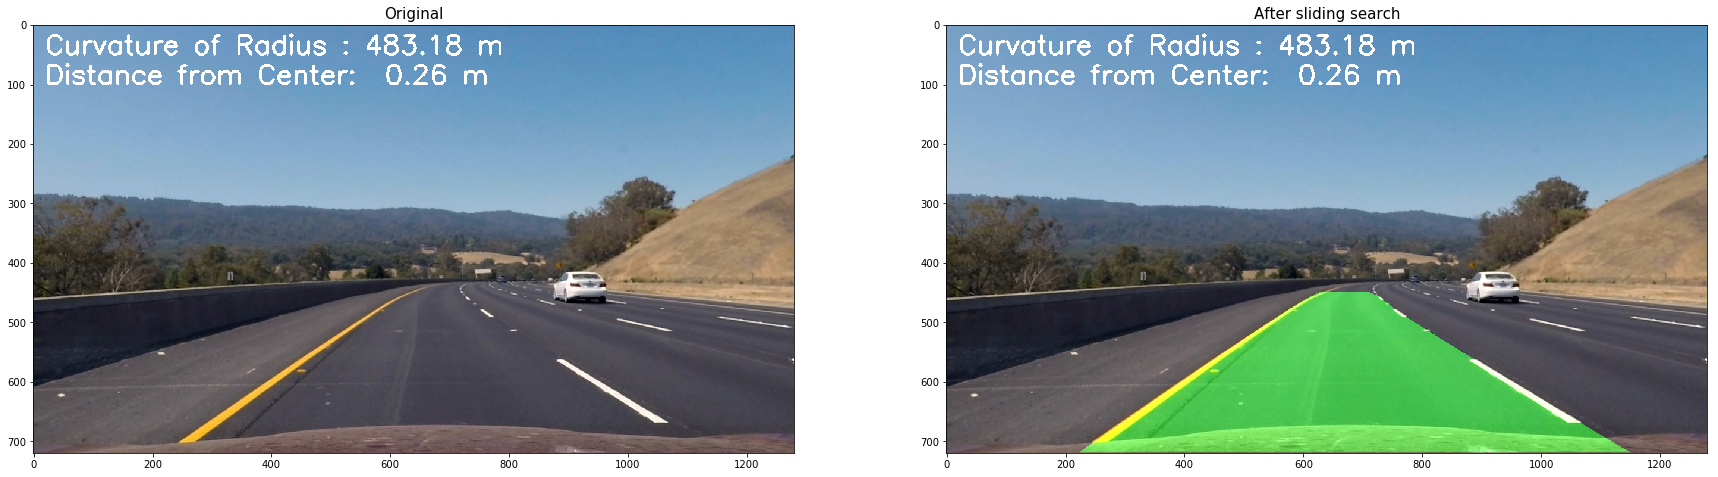 Original
Curvature of Radius : 483.18 m
Distance from Center: 0.26 m
0
100
200
300
400
500
600
700
0 200 400 600 800 1000 1200
After sliding search
Curvature of Radius : 483.18 m
Distance from Center: 0.26 m
0
100
200
300
400
500
600
700
0 200 400 600 800 1000 1200